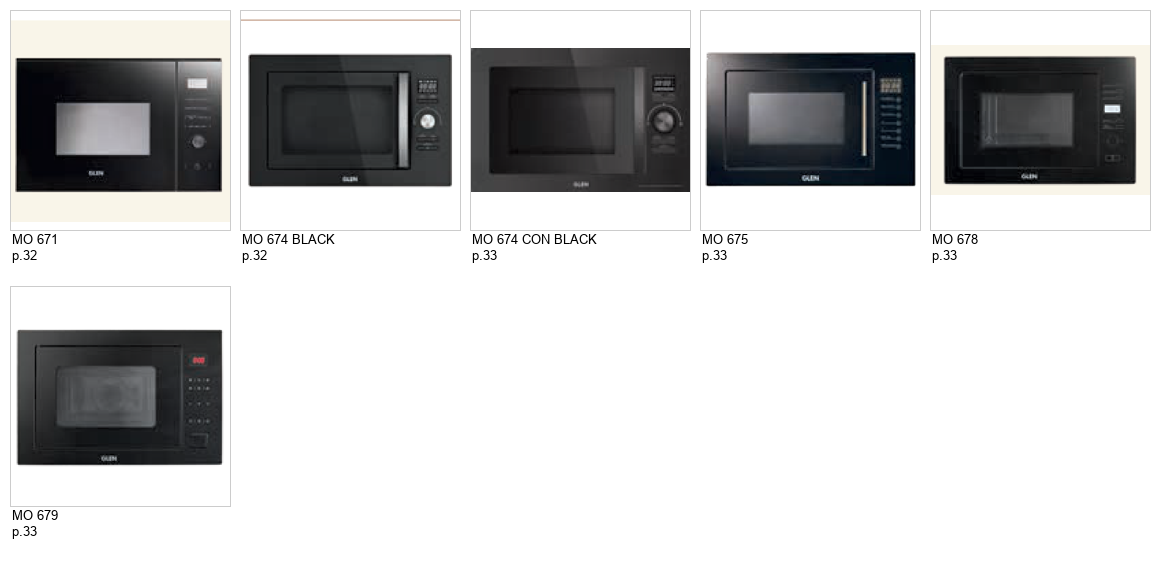 GLEN
MO 671
p.32
GLEN
MO 674 BLACK
p.32
GLEN
MO 674 CON BLACK
p.33
GLEN
MO 675
p.33
GLEN
MO 678
p.33
GLEN
MO 679
p.33